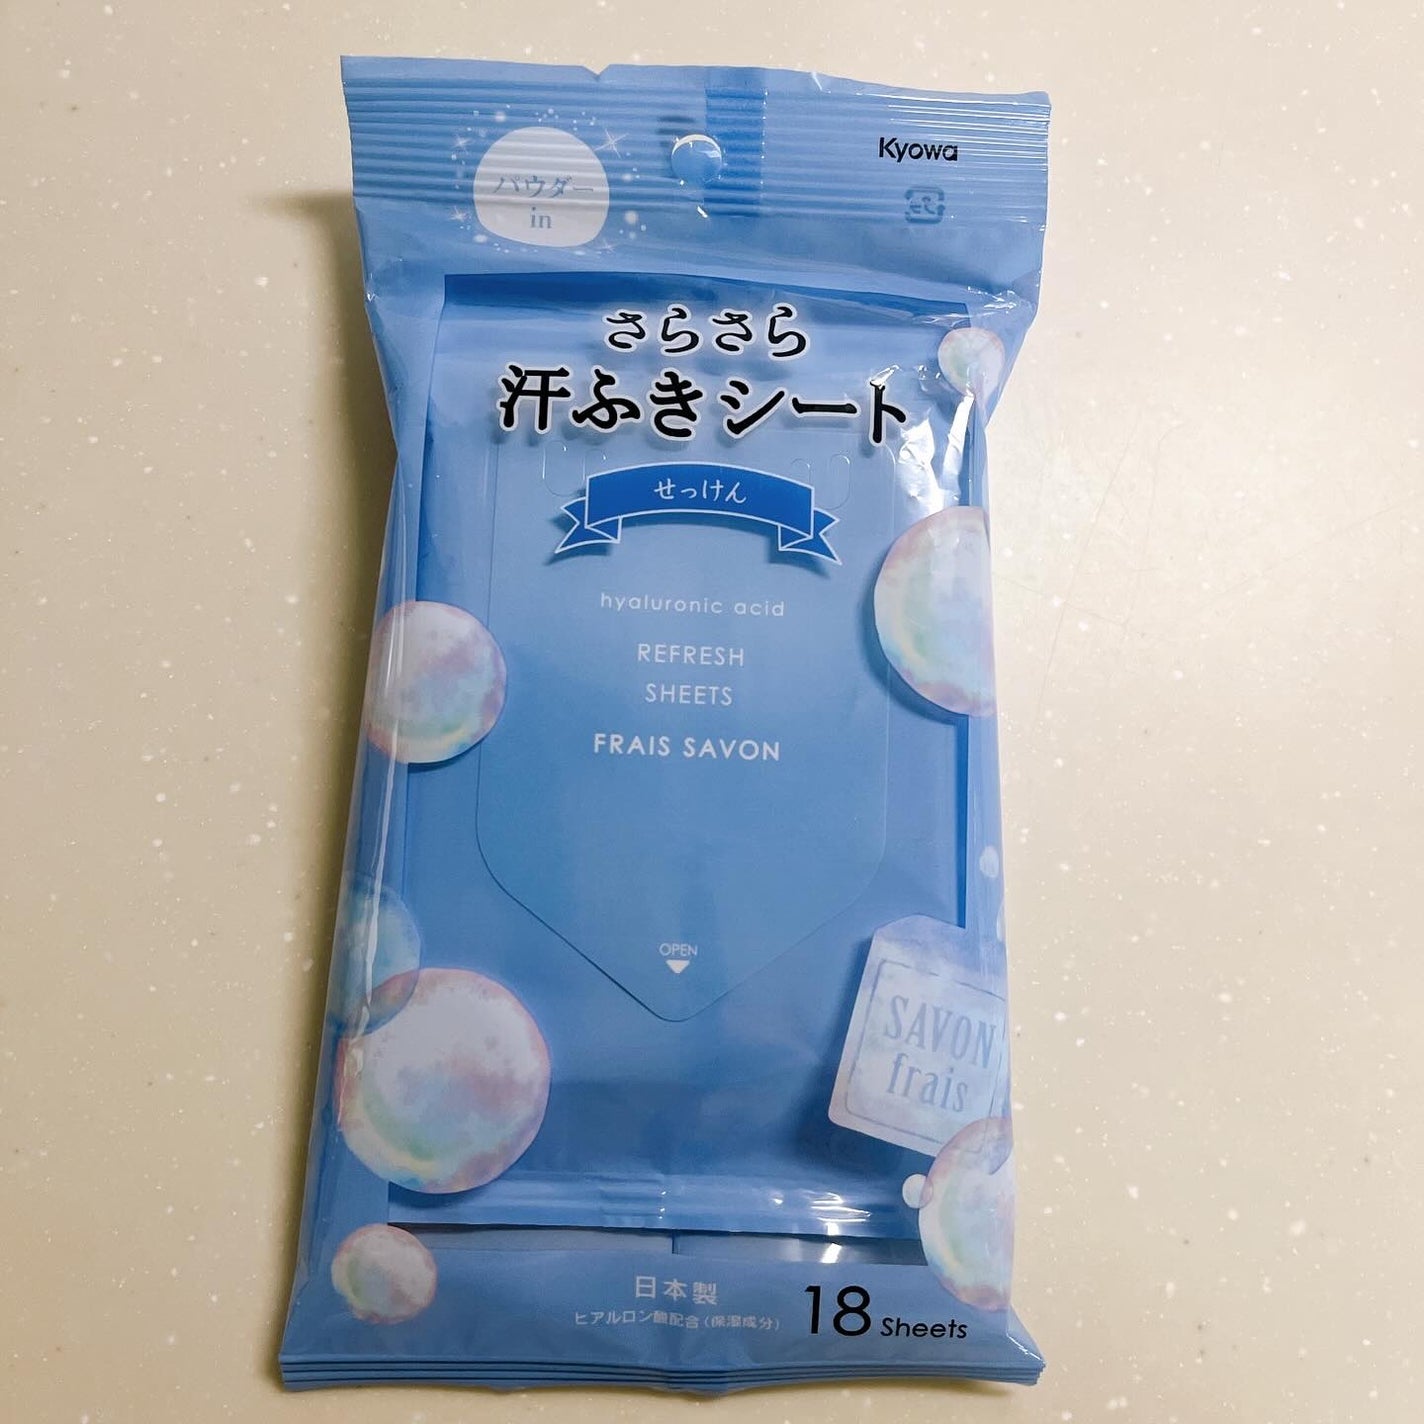 Kyowa
パウダー
in
プラ
さらさら
汗ふきシート
せっけん
hyaluronic acid
REFRESH
SHEETS
FRAIS SAVON
OPEN
SAVON
frais
日本製
ヒアルロン酸配合(保湿成分)
18 Sheets